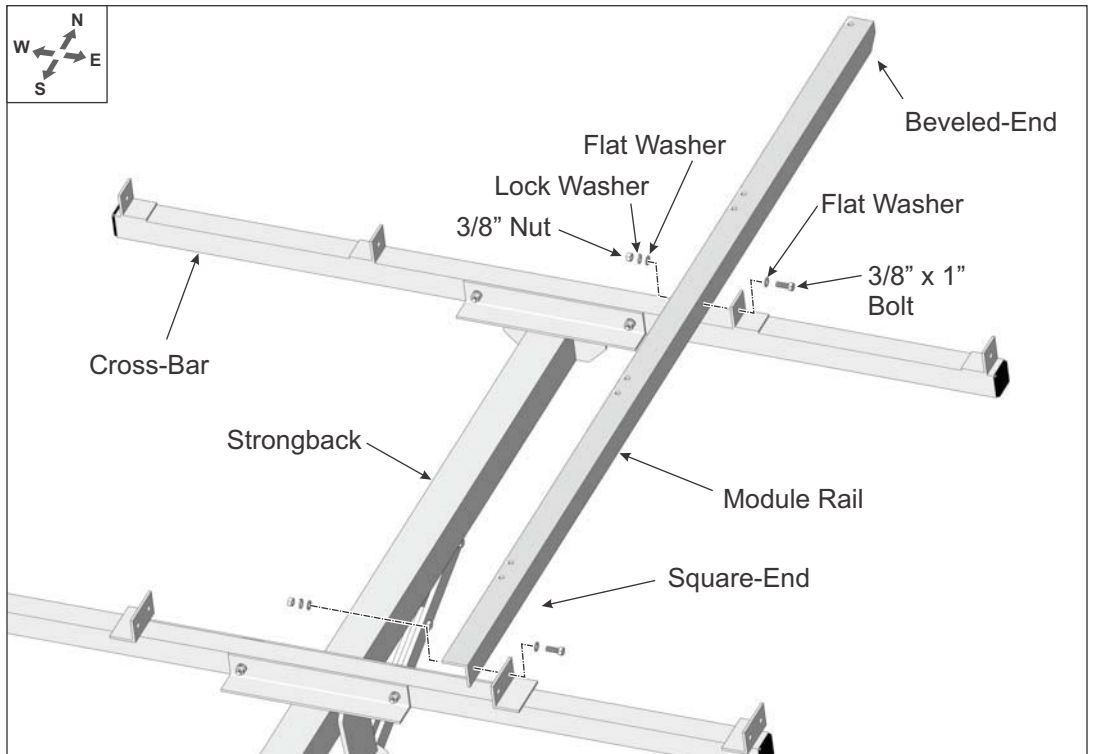 N
W
E
S
Beveled-End
Flat Washer
Lock Washer
Flat Washer
3/8” Nut
3/8” x 1”
Bolt
Cross-Bar
Strongback
Module Rail
Square-End